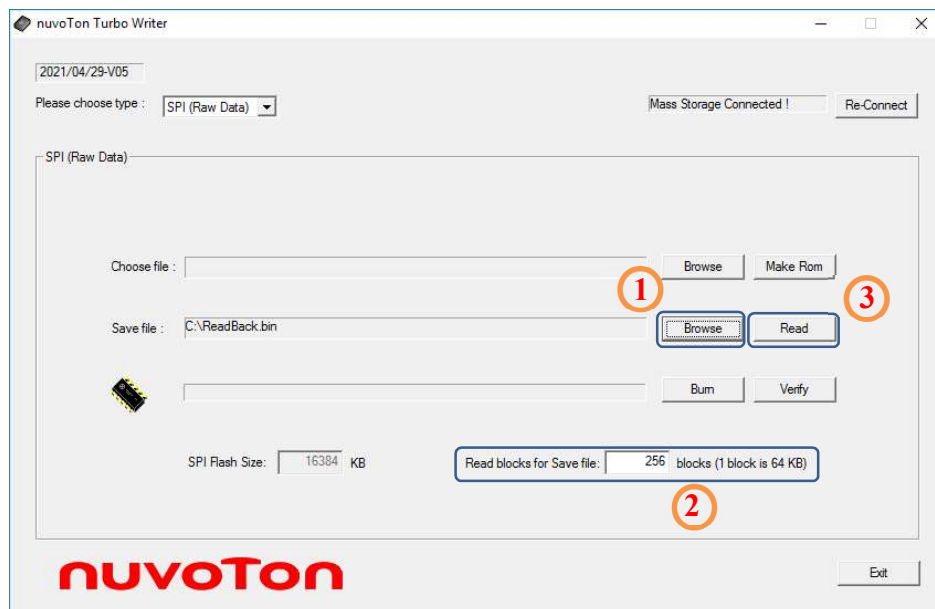 nuvoTon Turbo Writer
2021/04/29-V05
Please choose type : SPI (Raw Data) Mass Storage Connected ! Re-Connect
SPI (Raw Data)
Choose file : Browse Make Rom
1 3
Save file : C:\ReadBack.bin Browse Read
Burn Verify
SPI Flash Size: 16384 KB Read blocks for Save file: 256 blocks (1 block is 64 KB)
2
nuvoTon Exit